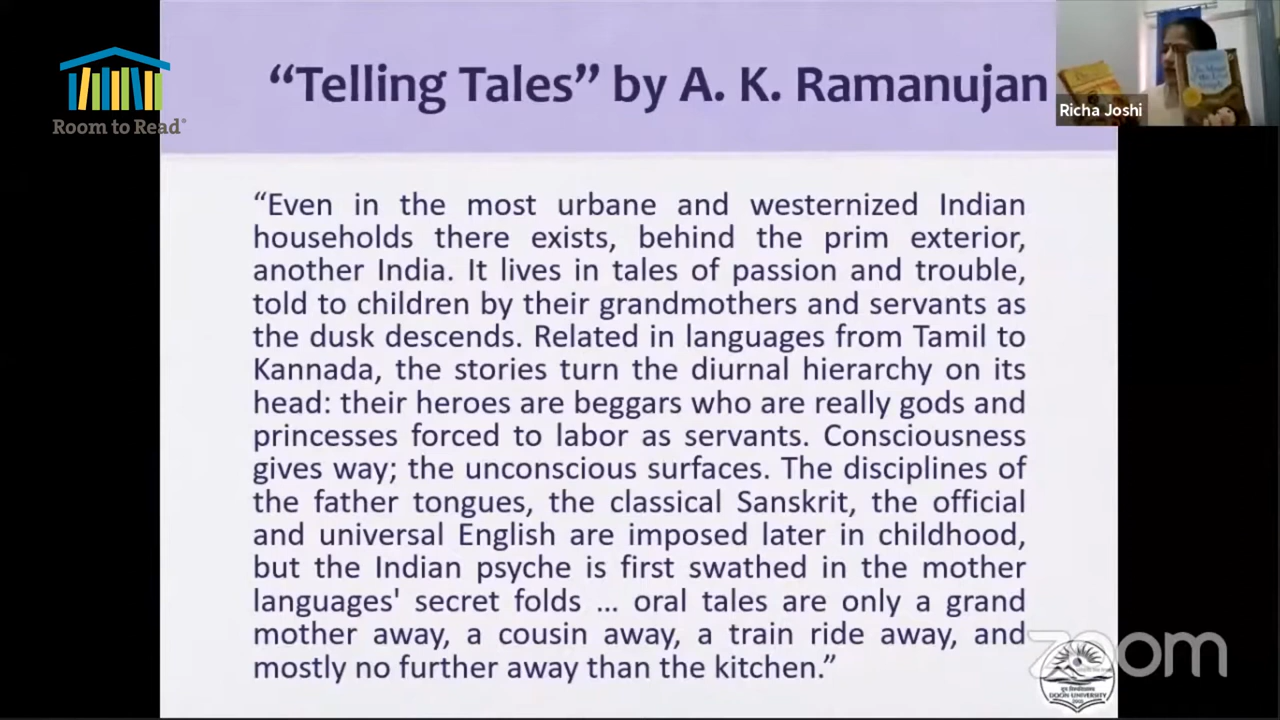 Room to Read®
“Telling Tales” by A. K. Ramanujan
Richa Joshi
“Even in the most urbane and westernized Indian
households there exists, behind the prim exterior,
another India. It lives in tales of passion and trouble,
told to children by their grandmothers and servants as
the dusk descends. Related in languages from Tamil to
Kannada, the stories turn the diurnal hierarchy on its
head: their heroes are beggars who are really gods and
princesses forced to labor as servants. Consciousness
gives way; the unconscious surfaces. The disciplines of
the father tongues, the classical Sanskrit, the official
and universal English are imposed later in childhood,
but the Indian psyche is first swathed in the mother
languages' secret folds … oral tales are only a grand
mother away, a cousin away, a train ride away, and
mostly no further away than the kitchen.”
zoom
DOON UNIVERSITY